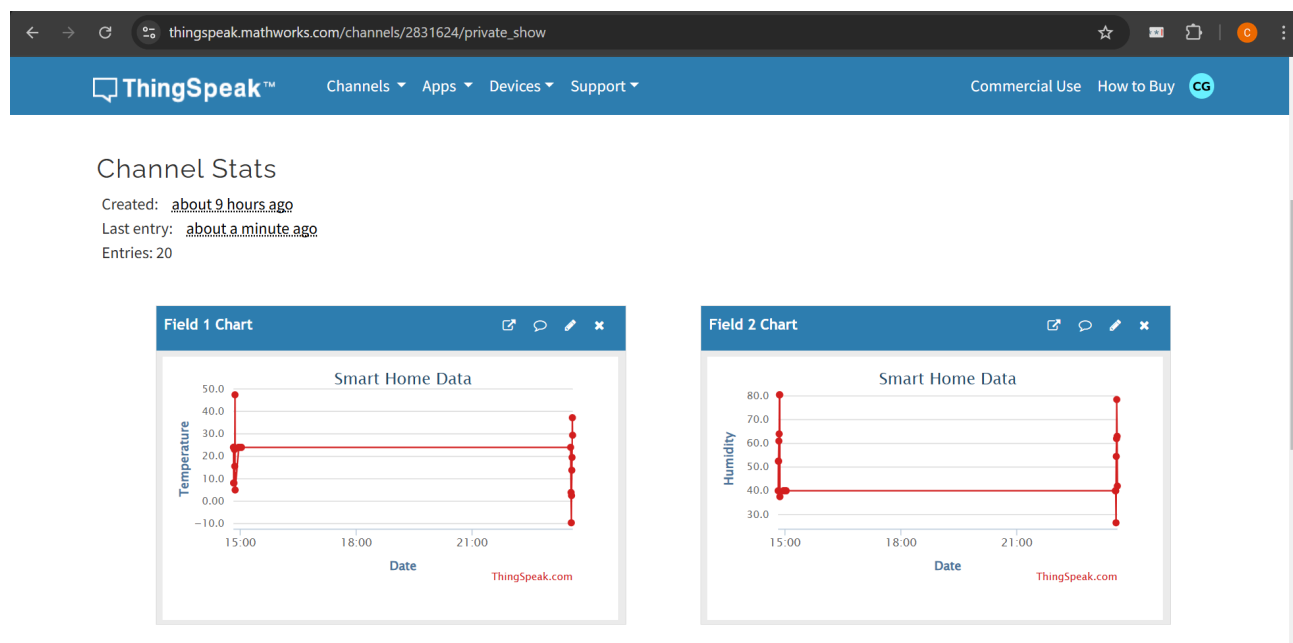 thingspeak.mathworks.com/channels/2831624/private_show
C
ThingSpeak™
Channels
Apps
Devices
Support
Commercial Use
How to Buy
CG
Channel Stats
Created: about 9 hours ago
Last entry: about a minute ago
Entries: 20
Field 1 Chart
Smart Home Data
Temperature
50.0
40.0
30.0
20.0
10.0
0.00
−10.0
15:00 18:00 21:00
Date
ThingSpeak.com
Field 2 Chart
Smart Home Data
Humidity
80.0
70.0
60.0
50.0
40.0
30.0
15:00 18:00 21:00
Date
ThingSpeak.com